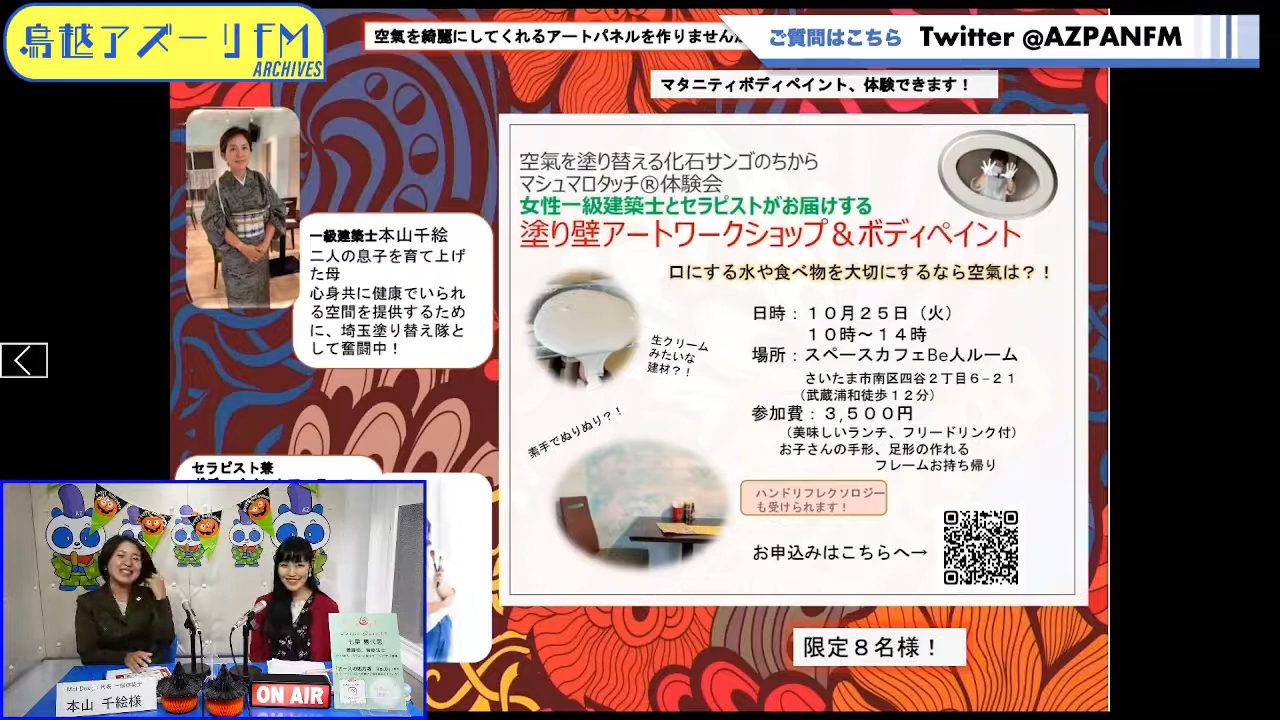 鳥越アズーリFM
ARCHIVES
空氣を綺麗にしてくれるアートパネルを作りません
ご質問はこちら Twitter @AZPANFM
マタニティボディペイント、体験できます！
空氣を塗り替える化石サンゴのちから
マシュマロタッチ®体験会
女性一級建築士とセラピストがお届けする
塗り壁アートワークショップ＆ボディペイント
口にする水や食べ物を大切にするなら空氣は？！
一級建築士本山千絵
二人の息子を育て上げ
た母
心身共に健康でいられ
る空間を提供するため
に、埼玉塗り替え隊と
して奮闘中！
生クリーム
みたいな
建材？！
日時：１０月２５日（火）
１０時〜１４時
場所：スペースカフェBe人ルーム
さいたま市南区四谷２丁目６−２１
（武蔵浦和徒歩１２分）
参加費：３,５００円
（美味しいランチ、フリードリンク付）
お子さんの手形、足形の作れる
フレームお持ち帰り
素手でぬりぬり？！
ハンドリフレクソロジー
も受けられます！
お申込みはこちらへ→
限定８名様！
セラピスト兼
本山 千絵様
ON AIR